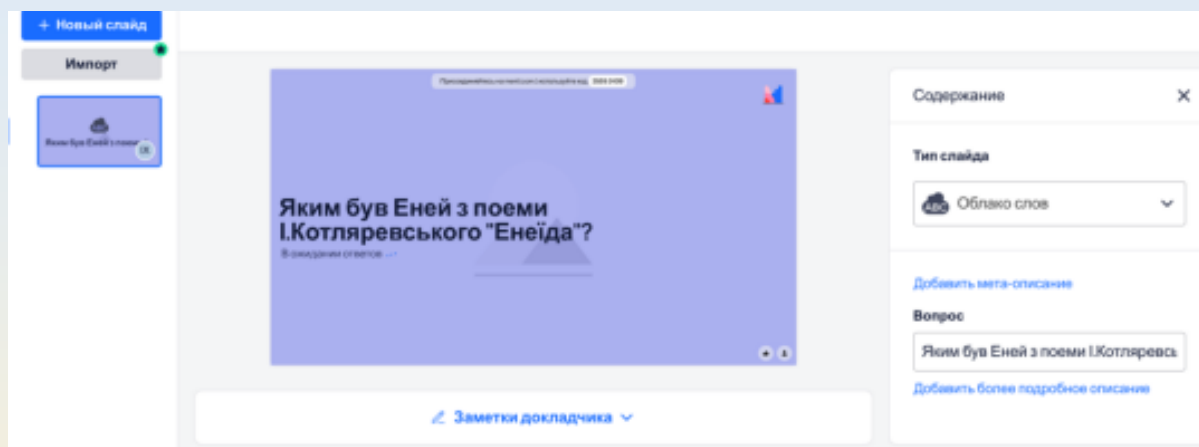 + Новый слайд
Импорт
Яким був Еней з поеми
Содержание
Тип слайда
ABC Облако слов
Яким був Еней з поеми
І.Котляревського "Енеїда"?
В ожидании ответов
Добавить мета-описание
Вопрос
Яким був Еней з поеми І.Котляревсь
Добавить более подробное описание
Заметки докладчика